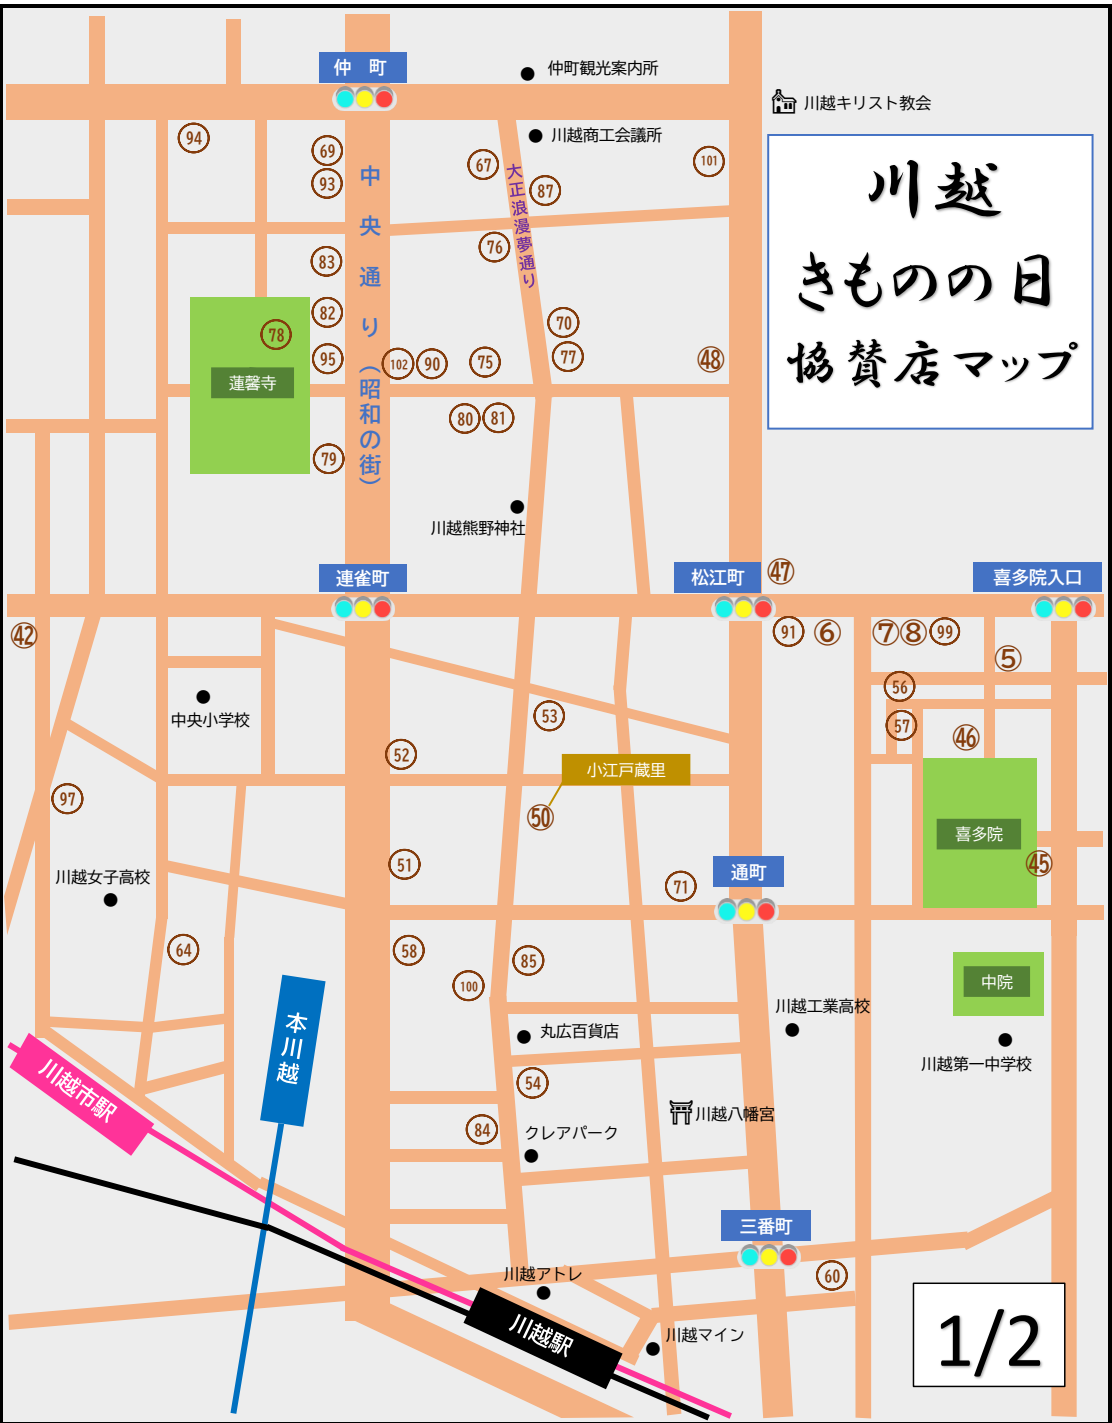 仲 町
仲町観光案内所
川越キリスト教会
川越商工会議所
94
69
93
67
87
101
大正浪漫夢通り
76
中央通り(昭和の街)
83
82
78
95
蓮馨寺
79
102
90
75
70
77
48
80
81
川越
きものの日
協賛店マップ
川越熊野神社
連雀町
松江町
47
喜多院入口
42
91
⑥
⑦
⑧
99
⑤
56
57
46
中央小学校
53
52
小江戸蔵里
50
97
川越女子高校
51
71
通町
喜多院
45
64
58
85
100
中院
川越工業高校
川越第一中学校
本川越
丸広百貨店
54
川越市駅
84
クレアパーク
川越八幡宮
三番町
60
川越アトレ
川越駅
川越マイン
1/2